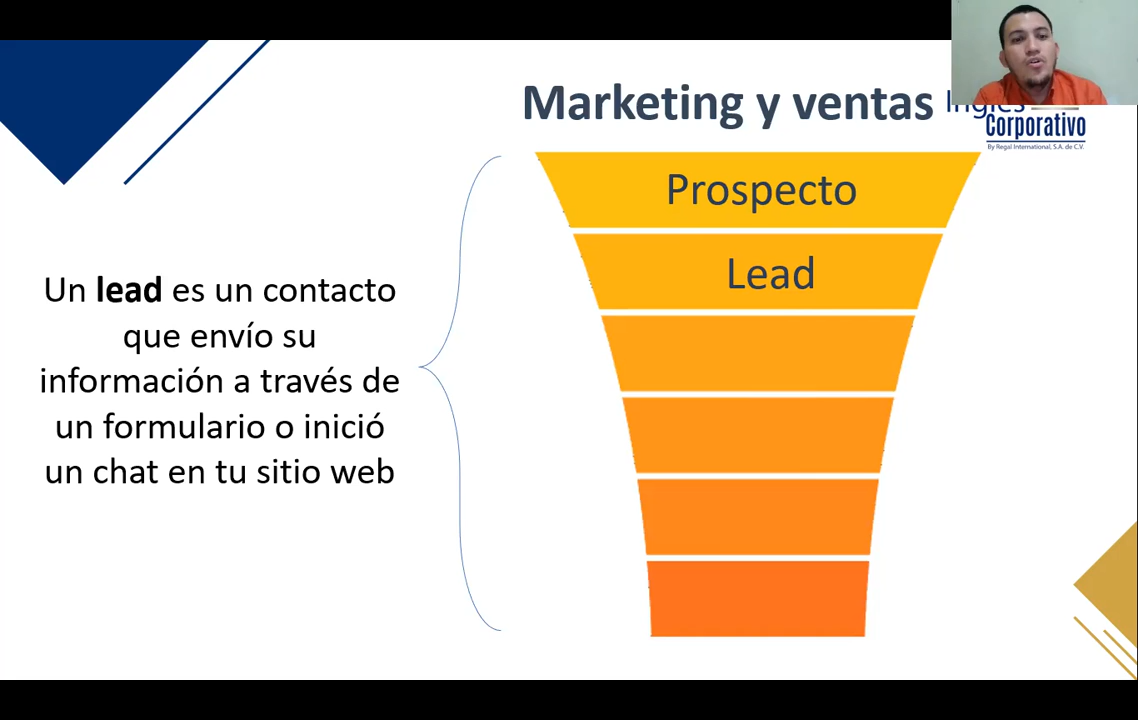 Marketing y ventas
Inglés
Corporativo
By Regal International, S.A. de C.V.
Prospecto
Lead
Un lead es un contacto
que envío su
información a través de
un formulario o inició
un chat en tu sitio web